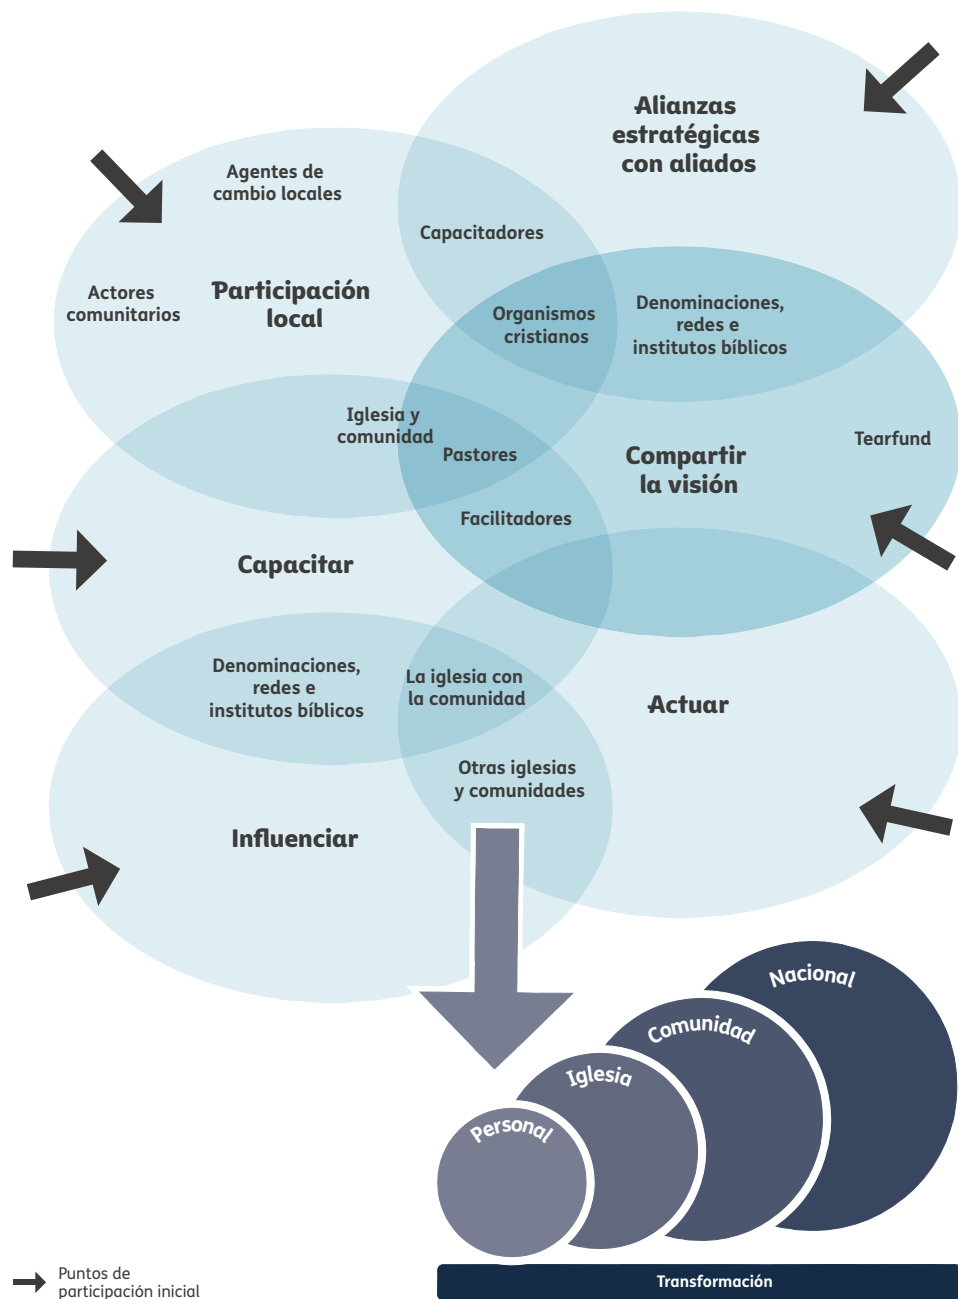 Alianzas
estratégicas
con aliados
Agentes de
cambio locales
Capacitadores
Actores
comunitarios
Participación
local
Organismos
cristianos
Denominaciones,
redes e
institutos bíblicos
Iglesia y
comunidad
Pastores
Compartir
la visión
Tearfund
Facilitadores
Capacitar
Denominaciones,
redes e
institutos bíblicos
La iglesia con
la comunidad
Actuar
Otras iglesias
y comunidades
Influenciar
Nacional
Comunidad
Iglesia
Personal
Puntos de
participación inicial
Transformación